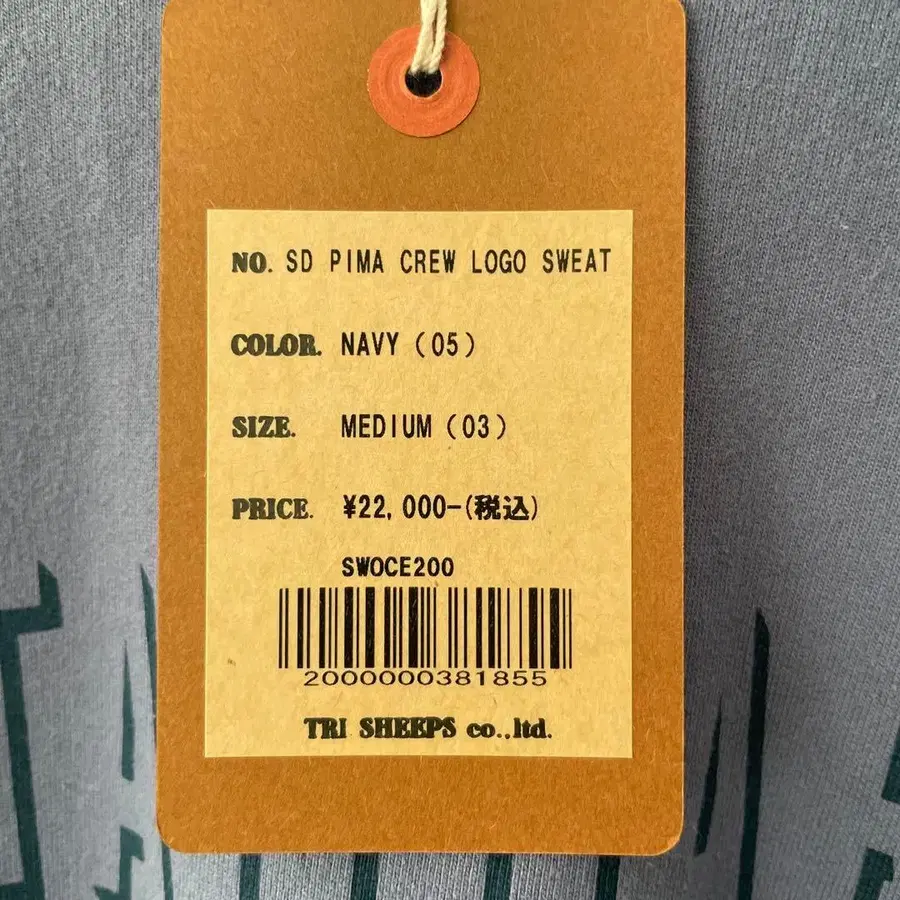 NO. SD PIMA CREW LOGO SWEAT
COLOR. NAVY (05)
SIZE. MEDIUM (03)
PRICE. ¥22,000-(税込)
SWOCE200
2000000381855
TRI SHEEPS co.,ltd.